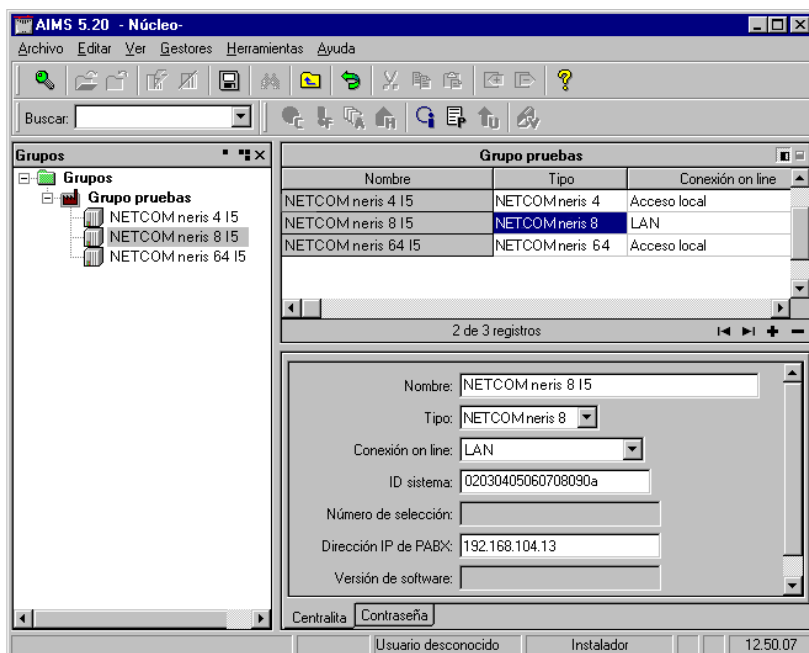 AIMS 5.20 - Núcleo-
Archivo Editar Ver Gestores Herramientas Ayuda
Buscar:
Grupos
Grupos
Grupo pruebas
NETCOM neris 4 I5
NETCOM neris 8 I5
NETCOM neris 64 I5
Grupo pruebas
Nombre Tipo Conexión on line
NETCOM neris 4 I5 NETCOM neris 4 Acceso local
NETCOM neris 8 I5 NETCOM neris 8 LAN
NETCOM neris 64 I5 NETCOM neris 64 Acceso local
2 de 3 registros
Nombre: NETCOM neris 8 I5
Tipo: NETCOM neris 8
Conexión on line: LAN
ID sistema: 02030405060708090a
Número de selección:
Dirección IP de PABX: 192.168.104.13
Versión de software:
Centralita Contraseña
Usuario desconocido Instalador 12.50.07